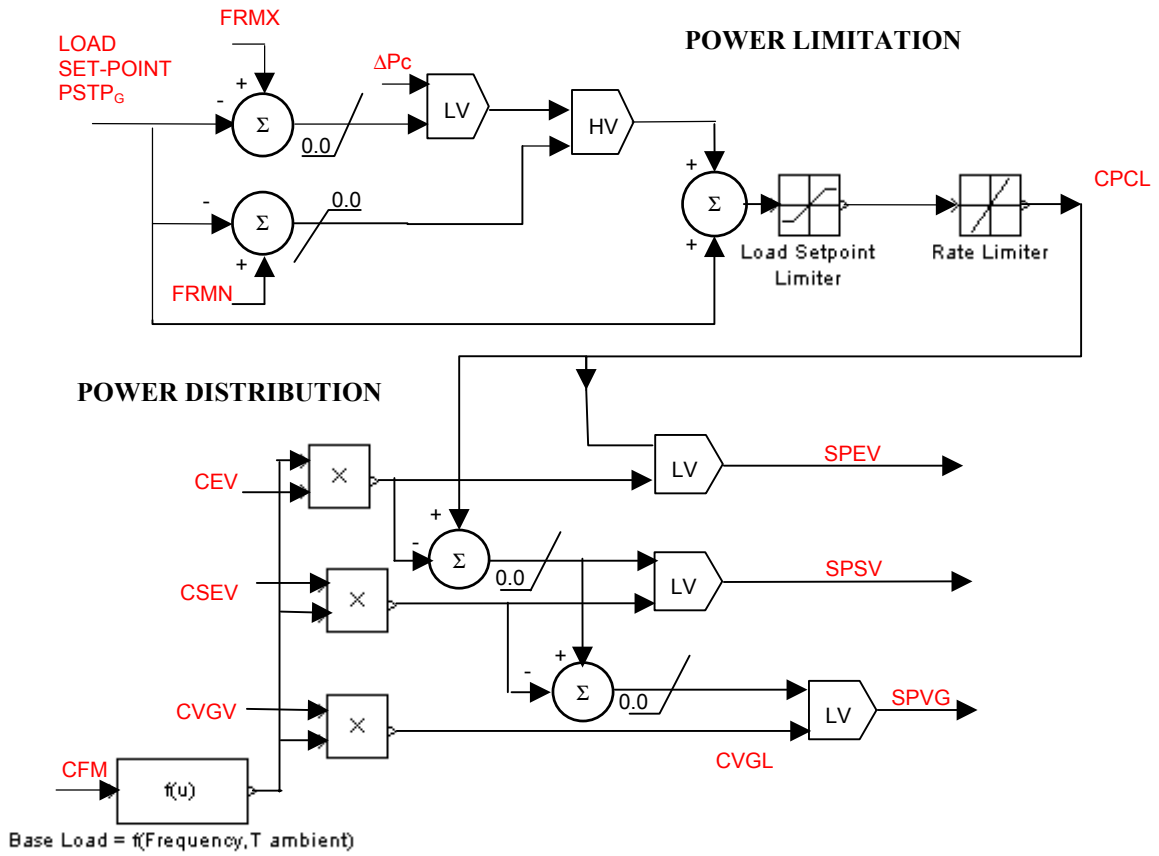 FRMX
LOAD
SET-POINT
PSTPG
POWER LIMITATION
ΔPc
+
-
Σ
0.0
LV
HV
+
-
Σ
0.0
+
FRMN
+
Σ
+
CPCL
Load Setpoint
Limiter
Rate Limiter
POWER DISTRIBUTION
CEV
×
LV
SPEV
+
-
Σ
0.0
CSEV
×
LV
SPSV
+
-
Σ
0.0
CVGV
×
LV
SPVG
CVGL
CFM
f(u)
Base Load = f(Frequency,T ambient)